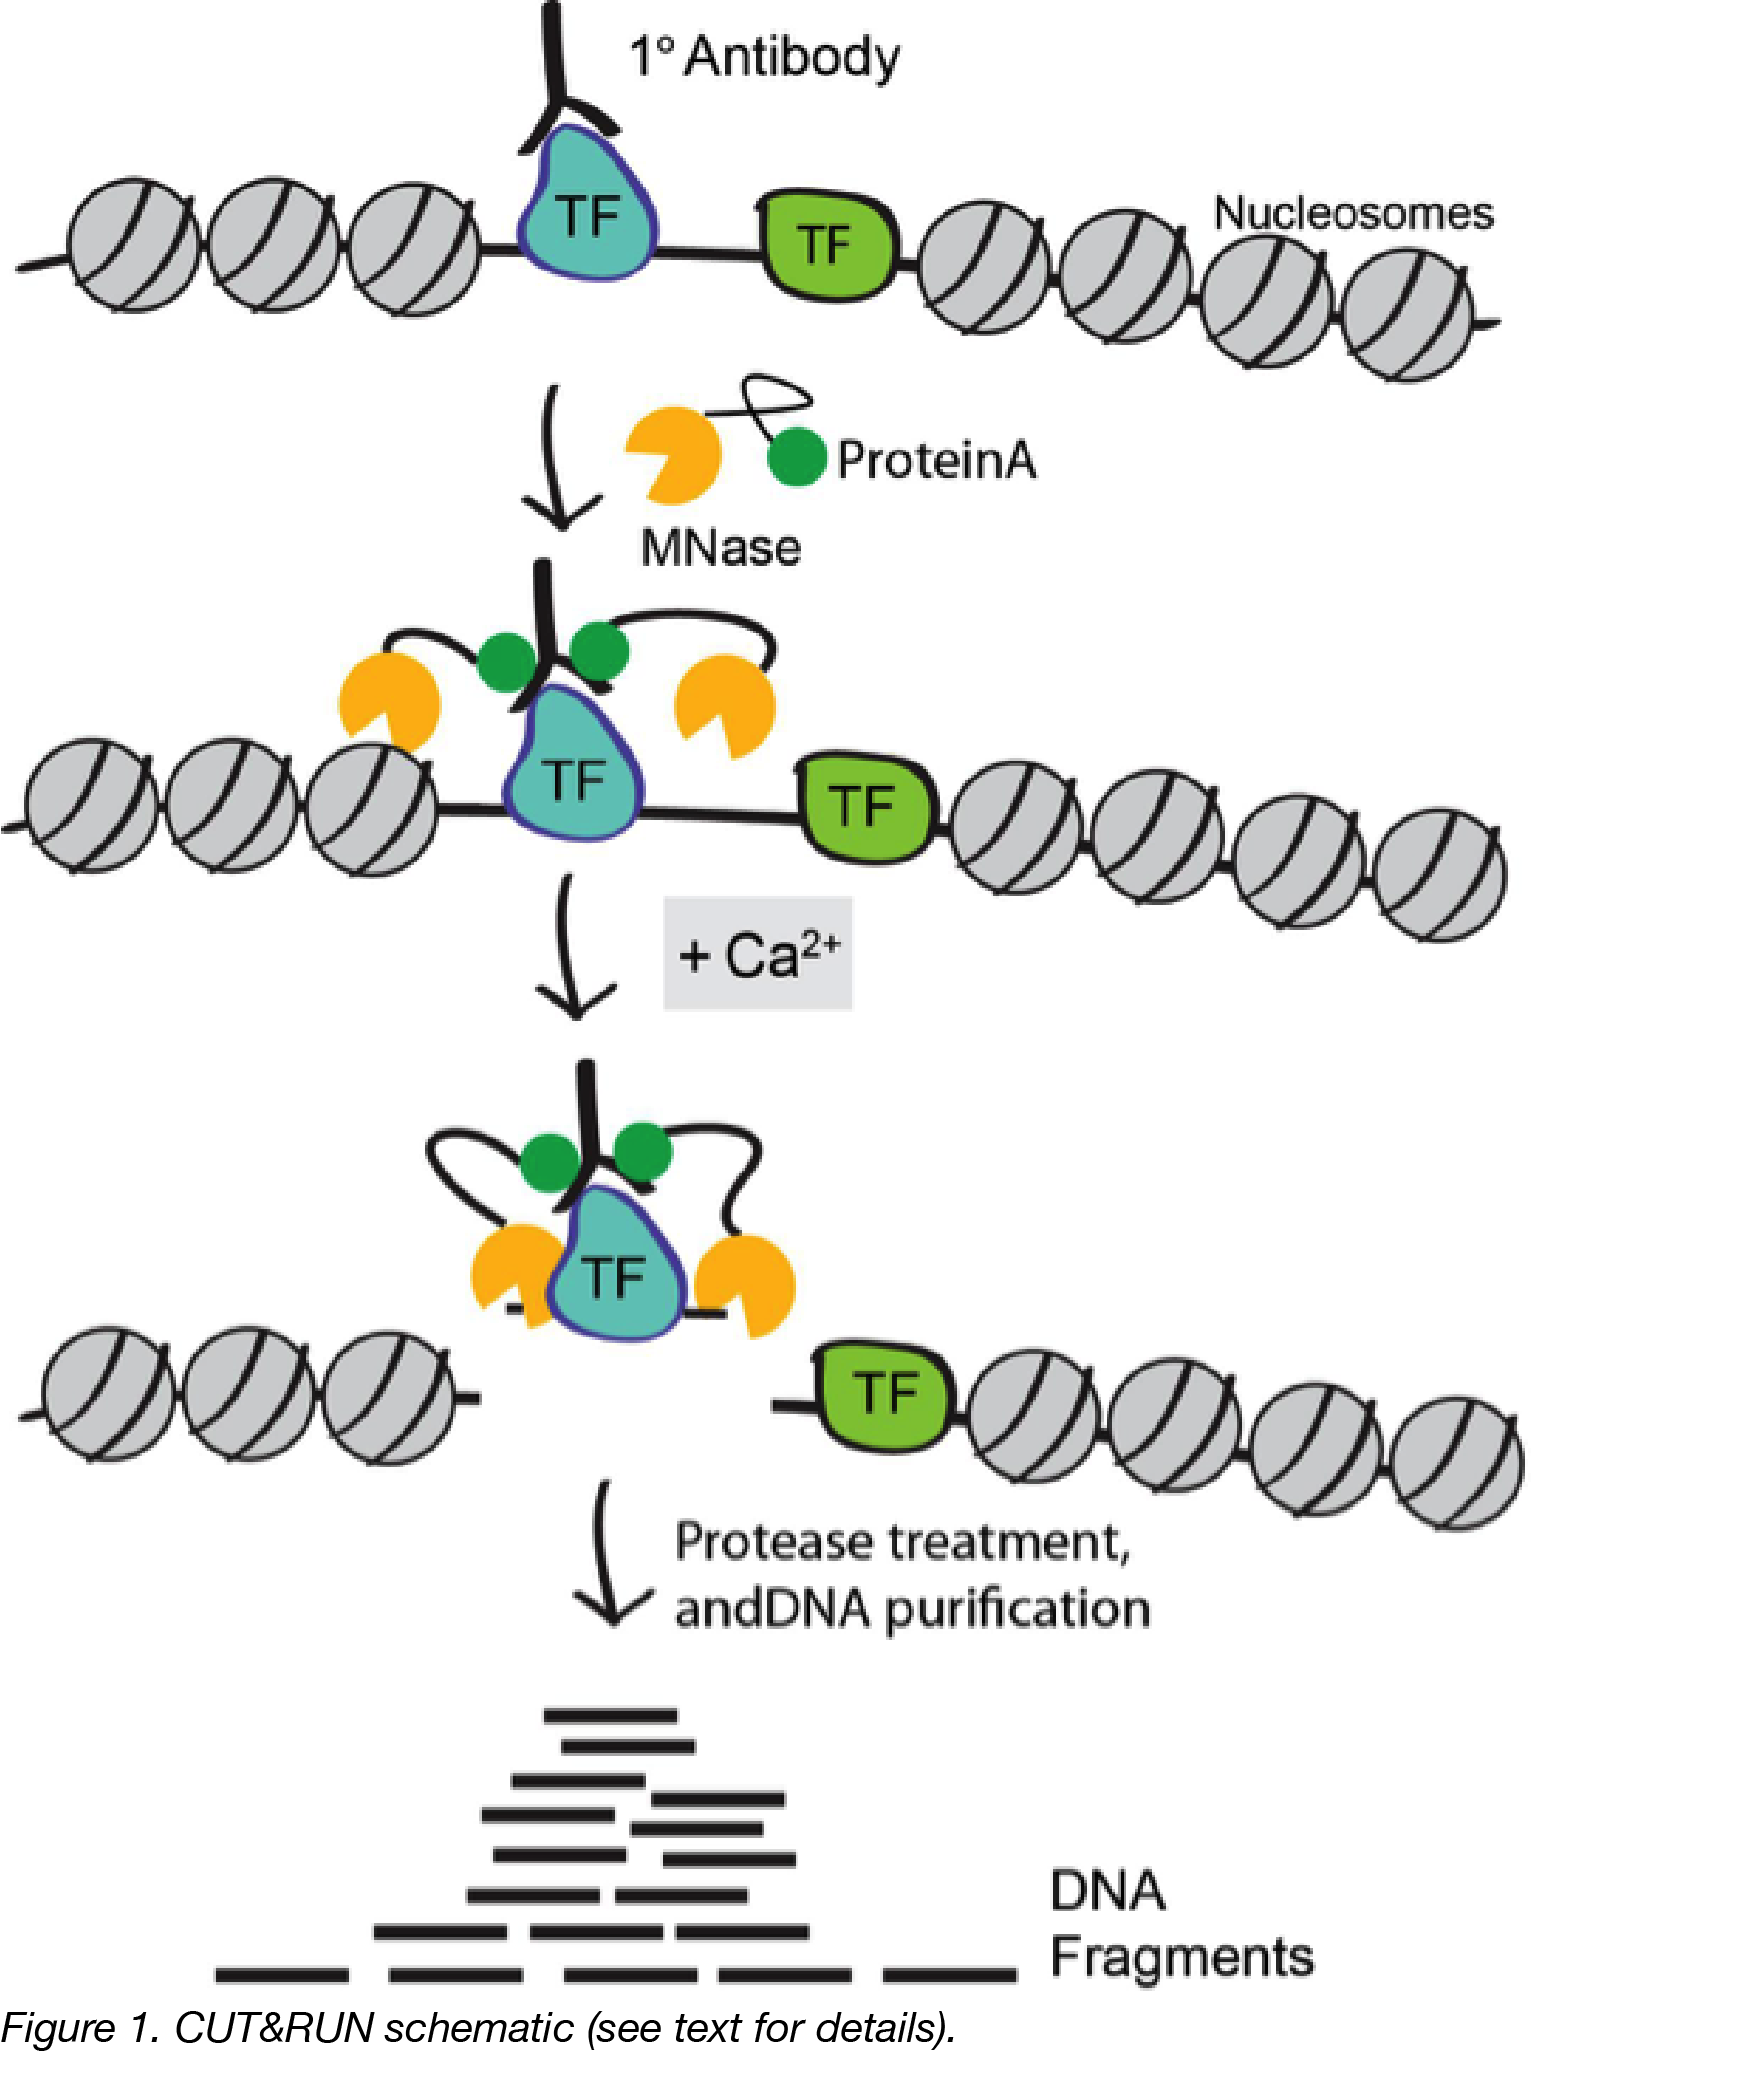 1° Antibody
TF
TF
Nucleosomes
ProteinA
MNase
TF
TF
+ Ca²⁺
TF
TF
Protease treatment,
andDNA purification
DNA
Fragments
Figure 1. CUT&RUN schematic (see text for details).